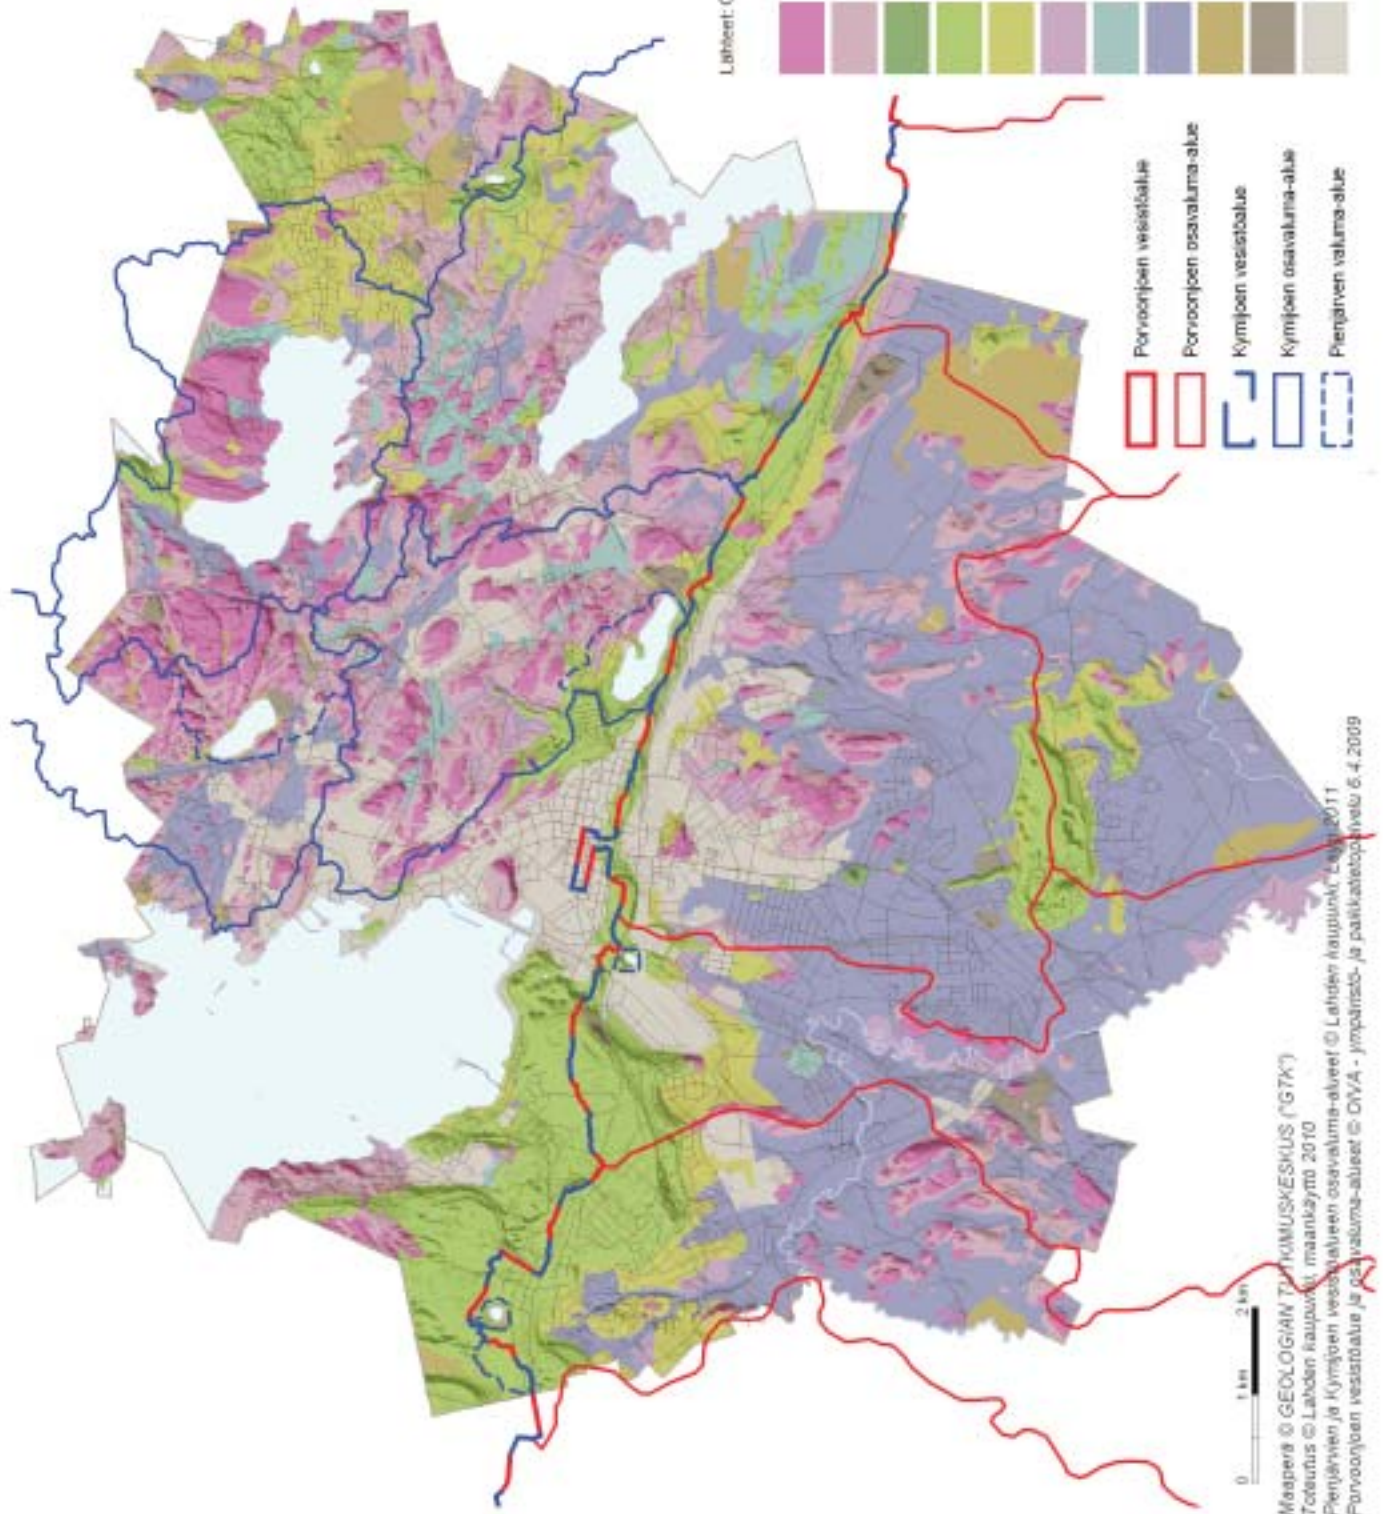 Lähteet:
Porvoonjoen vesistöalue
Porvoonjoen osavaluma-alue
Kymijoen vesistöalue
Kymijoen osavaluma-alue
Pienjärven valuma-alue
0 1 km 2 km
Maaperä © GEOLOGIAN TUTKIMUSKESKUS ("GTK")
Toteutus © Lahden kaupunki, maankäyttö 2010
Pienjärvien ja Kymijoen vesistöalueen osavaluma-alueet © Lahden kaupunki, 2011
Porvoonjoen vesistöalue ja osavaluma-alueet © OIVA - ympäristö- ja paikkatietopalvelu 6.4.2009